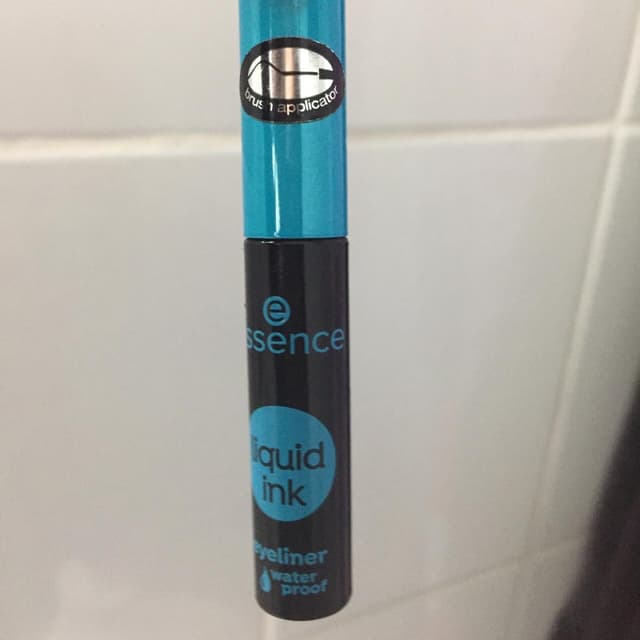 brush applicator
e
essence
liquid
ink
eyeliner
water
proof